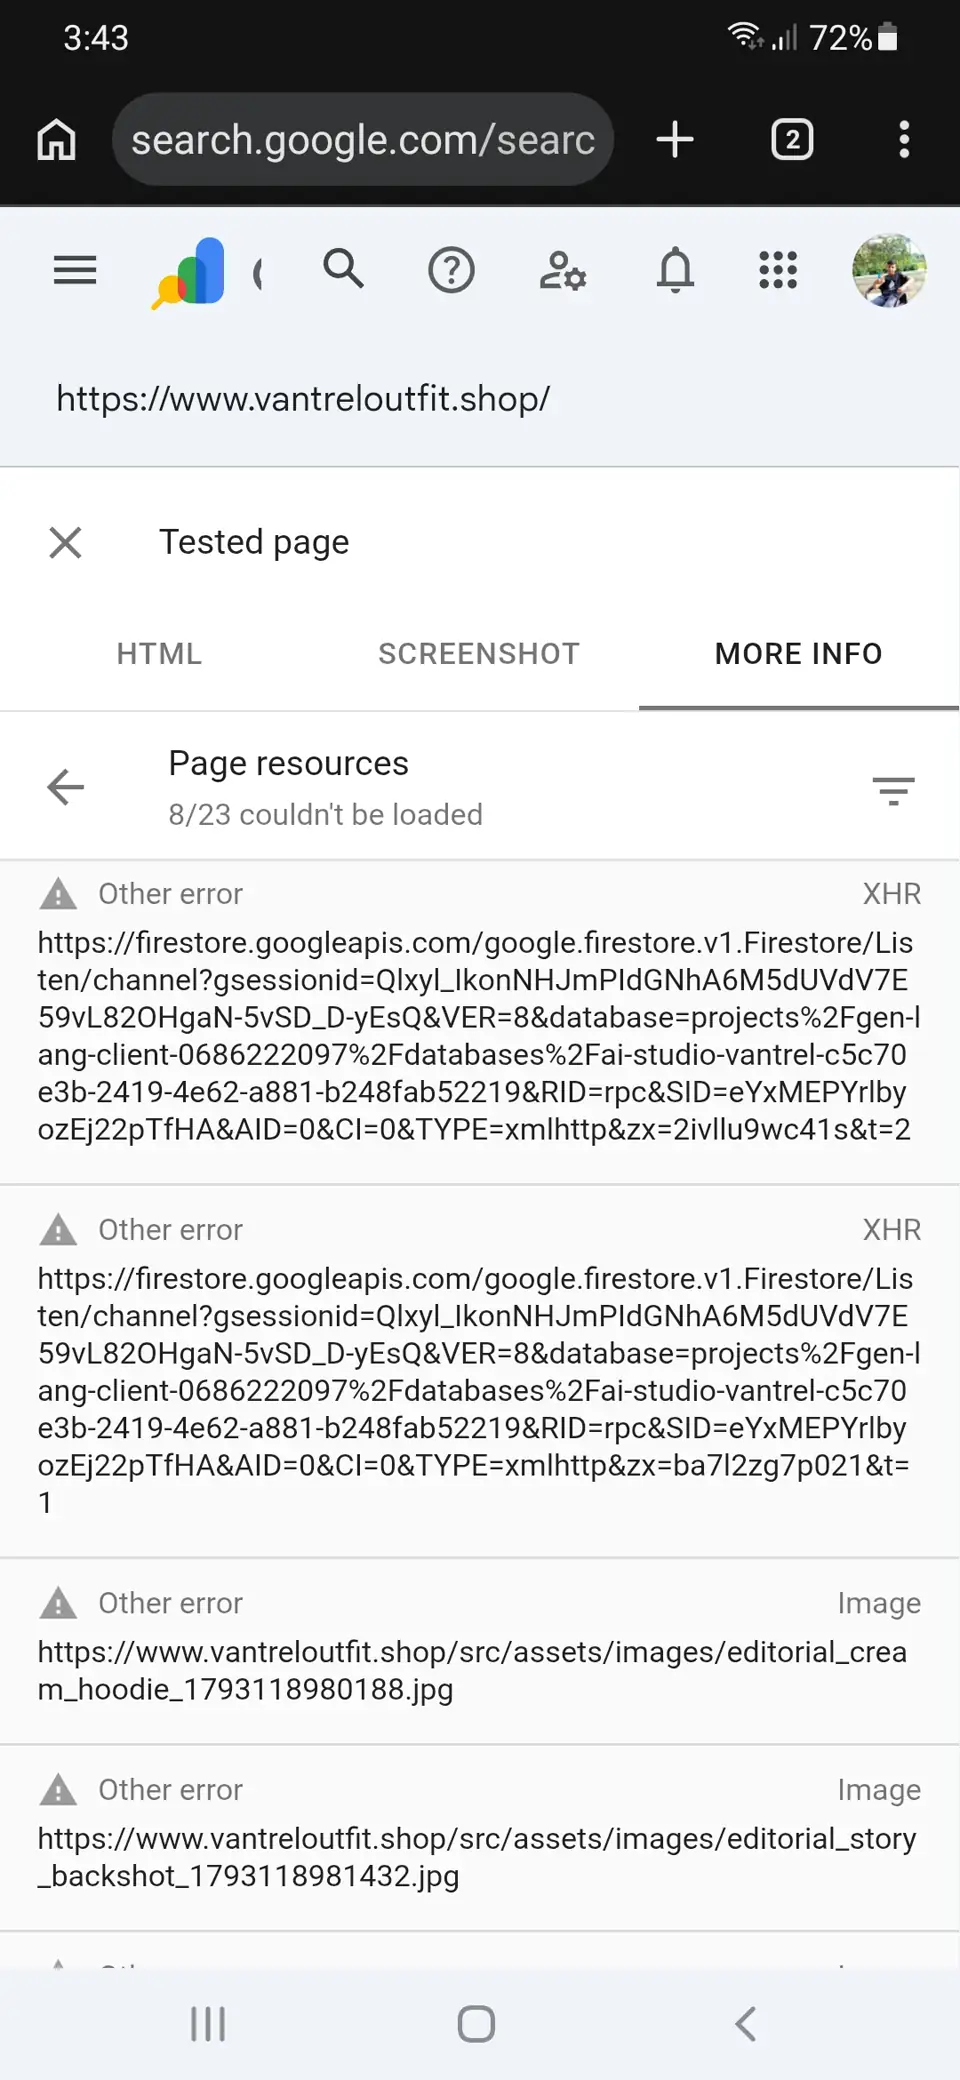 3:43
72%
search.google.com/searc
2
https://www.vantreloutfit.shop/
Tested page
HTML
SCREENSHOT
MORE INFO
Page resources
8/23 couldn't be loaded
Other error
XHR
https://firestore.googleapis.com/google.firestore.v1.Firestore/Lis
ten/channel?gsessionid=Qlxyl_IkonNHJmPIdGNhA6M5dUVdV7E
59vL82OHgaN-5vSD_D-yEsQ&VER=8&database=projects%2Fgen-l
ang-client-0686222097%2Fdatabases%2Fai-studio-vantrel-c5c70
e3b-2419-4e62-a881-b248fab52219&RID=rpc&SID=eYxMEPYrlby
ozEj22pTfHA&AID=0&CI=0&TYPE=xmlhttp&zx=2ivllu9wc41s&t=2
Other error
XHR
https://firestore.googleapis.com/google.firestore.v1.Firestore/Lis
ten/channel?gsessionid=Qlxyl_IkonNHJmPIdGNhA6M5dUVdV7E
59vL82OHgaN-5vSD_D-yEsQ&VER=8&database=projects%2Fgen-l
ang-client-0686222097%2Fdatabases%2Fai-studio-vantrel-c5c70
e3b-2419-4e62-a881-b248fab52219&RID=rpc&SID=eYxMEPYrlby
ozEj22pTfHA&AID=0&CI=0&TYPE=xmlhttp&zx=ba7l2zg7p021&t=
1
Other error
Image
https://www.vantreloutfit.shop/src/assets/images/editorial_crea
m_hoodie_1793118980188.jpg
Other error
Image
https://www.vantreloutfit.shop/src/assets/images/editorial_story
_backshot_1793118981432.jpg